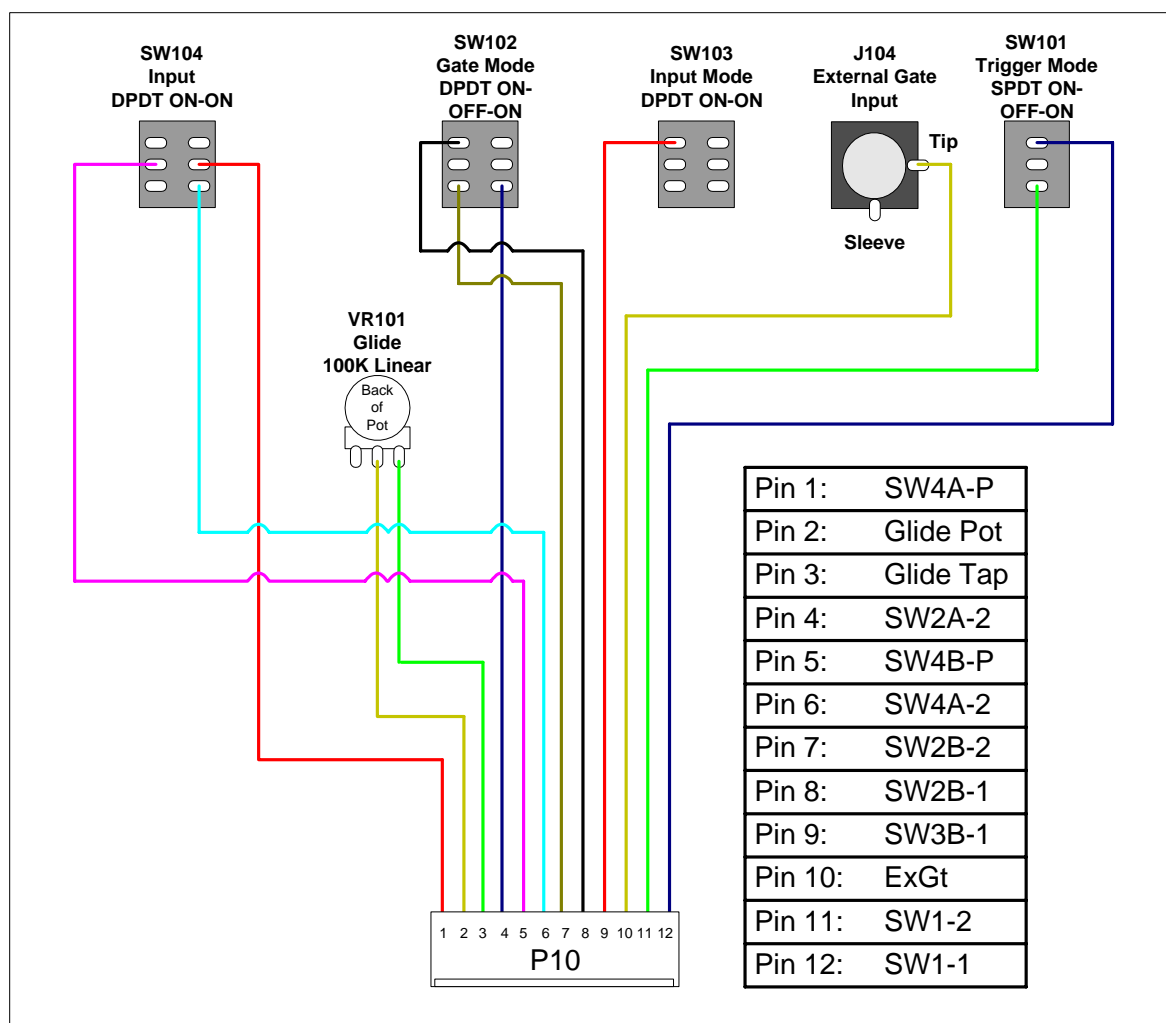 SW104
Input
DPDT ON-ON
SW102
Gate Mode
DPDT ON-
OFF-ON
SW103
Input Mode
DPDT ON-ON
J104
External Gate
Input
SW101
Trigger Mode
SPDT ON-
OFF-ON
Tip
Sleeve
VR101
Glide
100K Linear
Back
of
Pot
Pin 1: SW4A-P
Pin 2: Glide Pot
Pin 3: Glide Tap
Pin 4: SW2A-2
Pin 5: SW4B-P
Pin 6: SW4A-2
Pin 7: SW2B-2
Pin 8: SW2B-1
Pin 9: SW3B-1
Pin 10: ExGt
Pin 11: SW1-2
Pin 12: SW1-1
1 2 3 4 5 6 7 8 9 10 11 12
P10